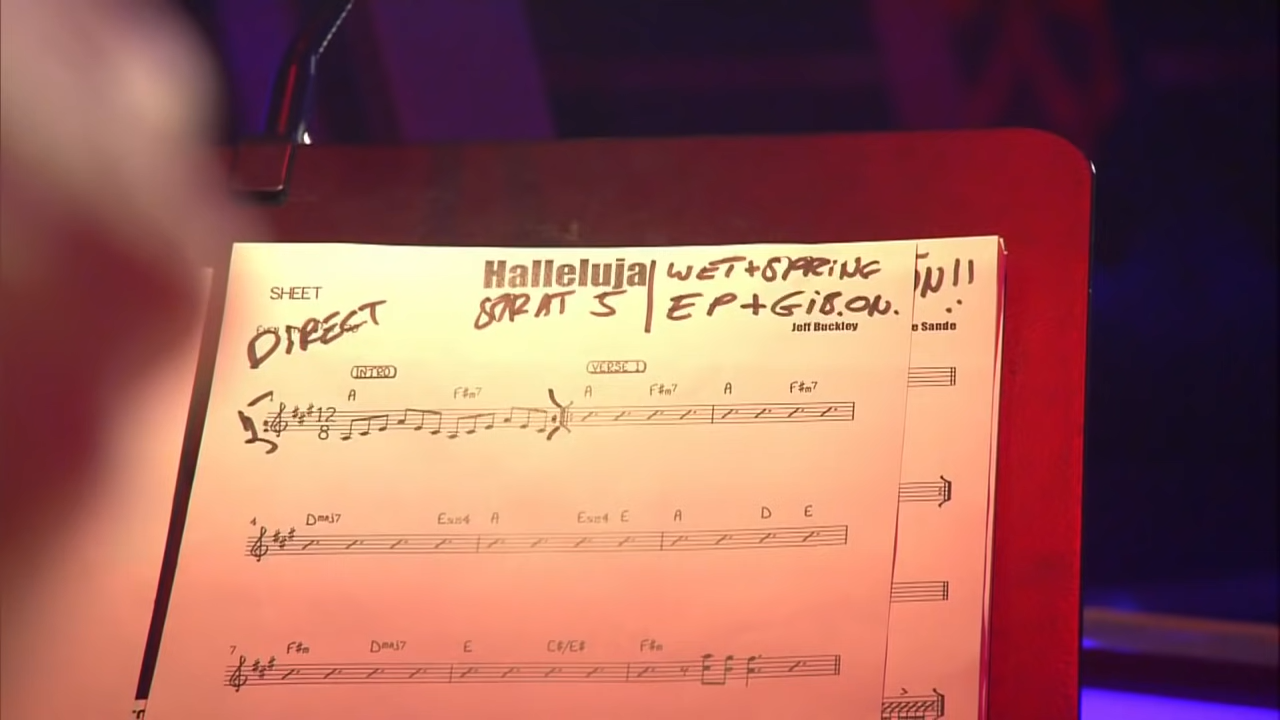 SHEET
Halleluja
WET+SPRING
ON!!
DIRECT
STRAT 5
EP+GIB.ON.
Jeff Buckley
e Sande
INTRO
VERSE 1
A F#m7 A F#m7 A F#m7
12
8
4
Dmaj7 Esus4 A Esus4 E A D E
7
F#m Dmaj7 E C#/E# F#m